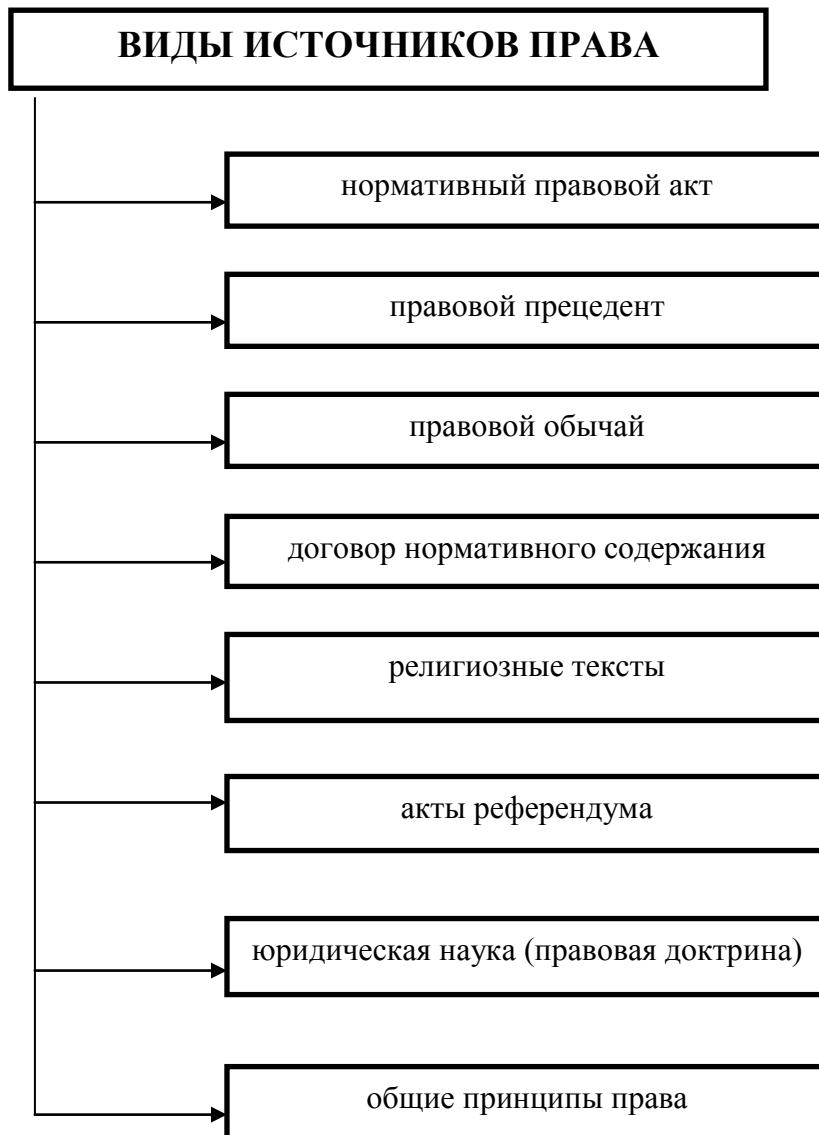 ВИДЫ ИСТОЧНИКОВ ПРАВА
нормативный правовой акт
правовой прецедент
правовой обычай
договор нормативного содержания
религиозные тексты
акты референдума
юридическая наука (правовая доктрина)
общие принципы права